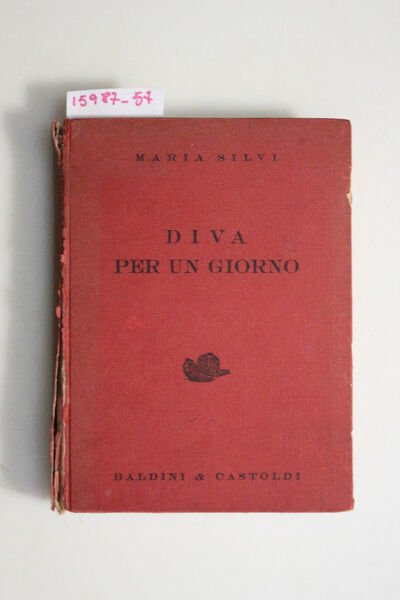 15987-57
MARIA SILVI
DIVA
PER UN GIORNO
BALDINI & CASTOLDI